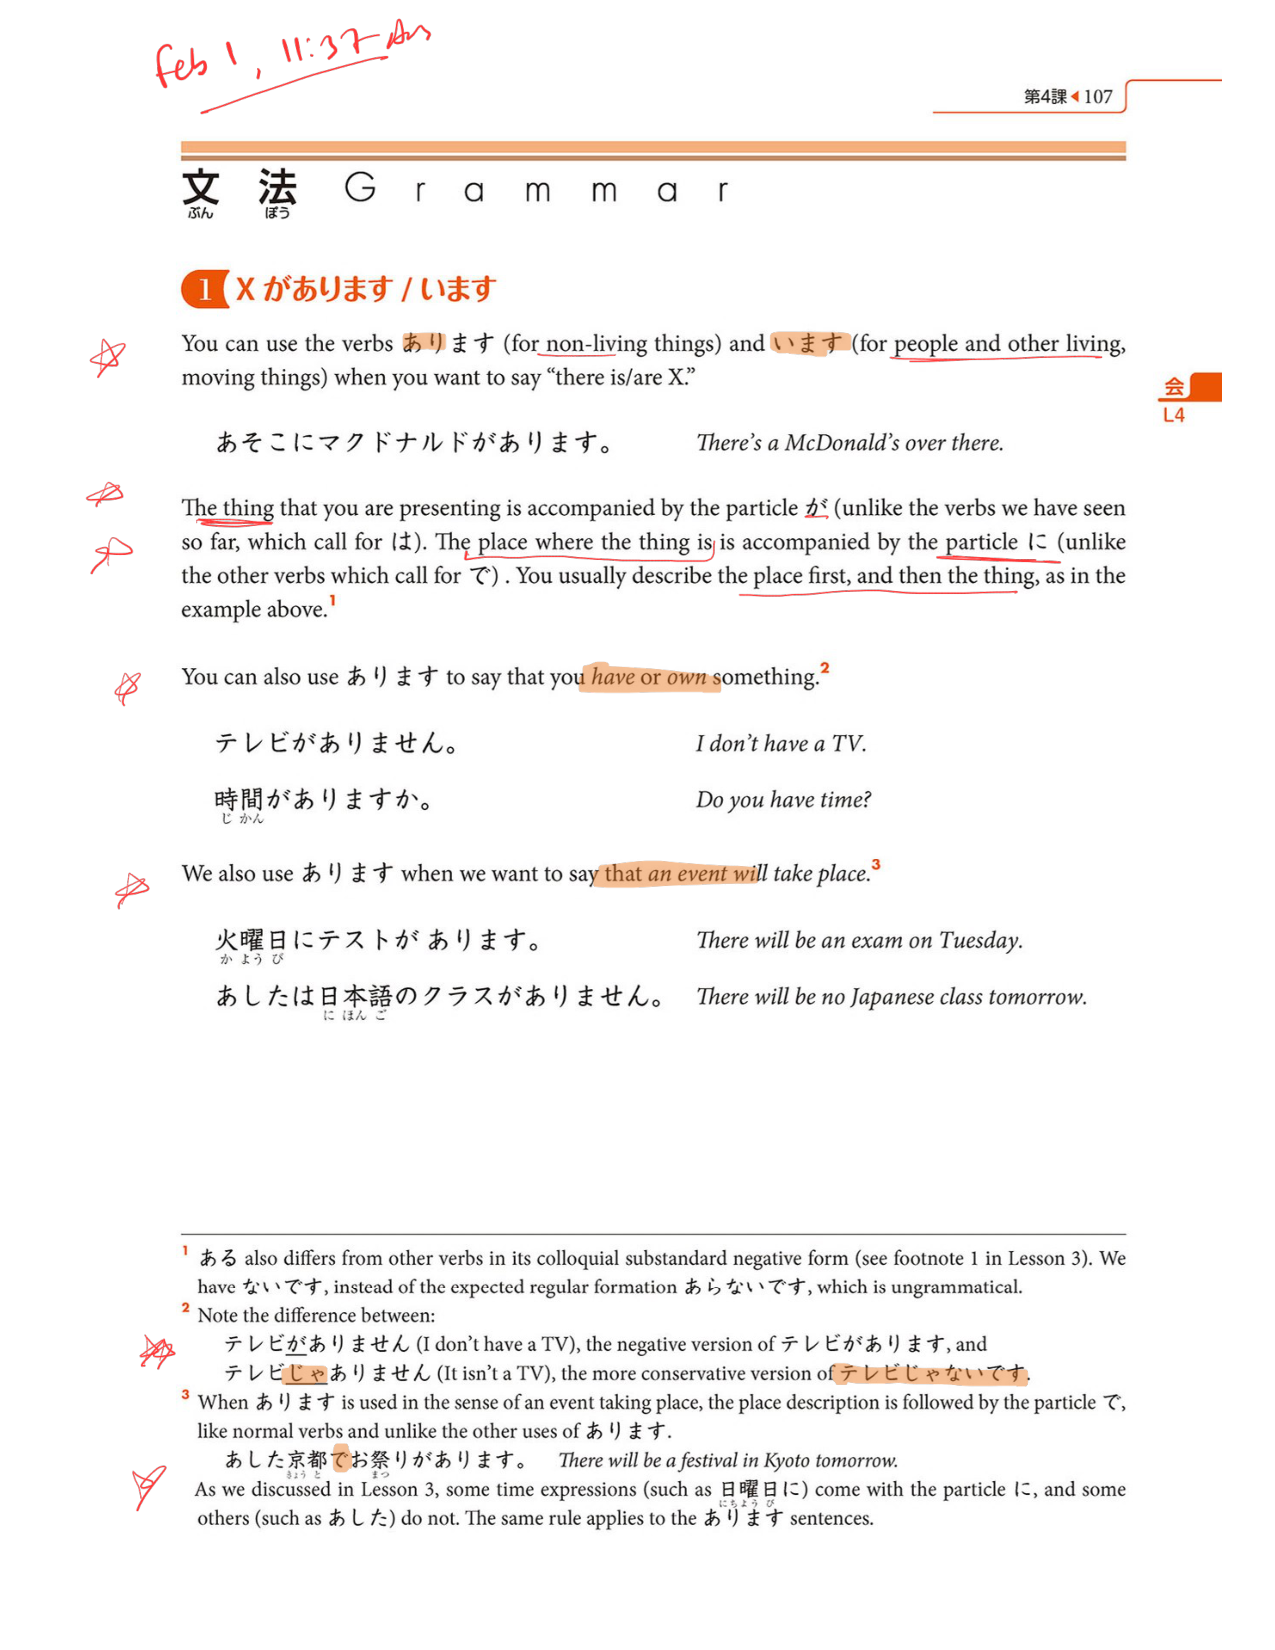 Feb 1, 11:37 Am
第4課 ◀ 107
文法 Grammar
ぶん ぽう
1 X があります / います
You can use the verbs あります (for non-living things) and います (for people and other living,
moving things) when you want to say “there is/are X.”
会
L4
あそこにマクドナルドがあります。 There’s a McDonald’s over there.
The thing that you are presenting is accompanied by the particle が (unlike the verbs we have seen
so far, which call for は). The place where the thing is is accompanied by the particle に (unlike
the other verbs which call for で) . You usually describe the place first, and then the thing, as in the
example above.1
You can also use あります to say that you have or own something.2
テレビがありません。 I don’t have a TV.
時間がありますか。 Do you have time?
じ かん
We also use あります when we want to say that an event will take place.3
火曜日にテストが あります。 There will be an exam on Tuesday.
か よう び
あしたは日本語のクラスがありません。 There will be no Japanese class tomorrow.
に ほん ご
1 ある also differs from other verbs in its colloquial substandard negative form (see footnote 1 in Lesson 3). We
have ないです, instead of the expected regular formation あらないです, which is ungrammatical.
2 Note the difference between:
テレビがありません (I don’t have a TV), the negative version of テレビがあります, and
テレビじゃありません (It isn’t a TV), the more conservative version of テレビじゃないです.
3 When あります is used in the sense of an event taking place, the place description is followed by the particle で,
like normal verbs and unlike the other uses of あります.
あした京都でお祭りがあります。 There will be a festival in Kyoto tomorrow.
きょう と まつ
As we discussed in Lesson 3, some time expressions (such as 日曜日に) come with the particle に, and some
にちよう び
others (such as あした) do not. The same rule applies to the あります sentences.